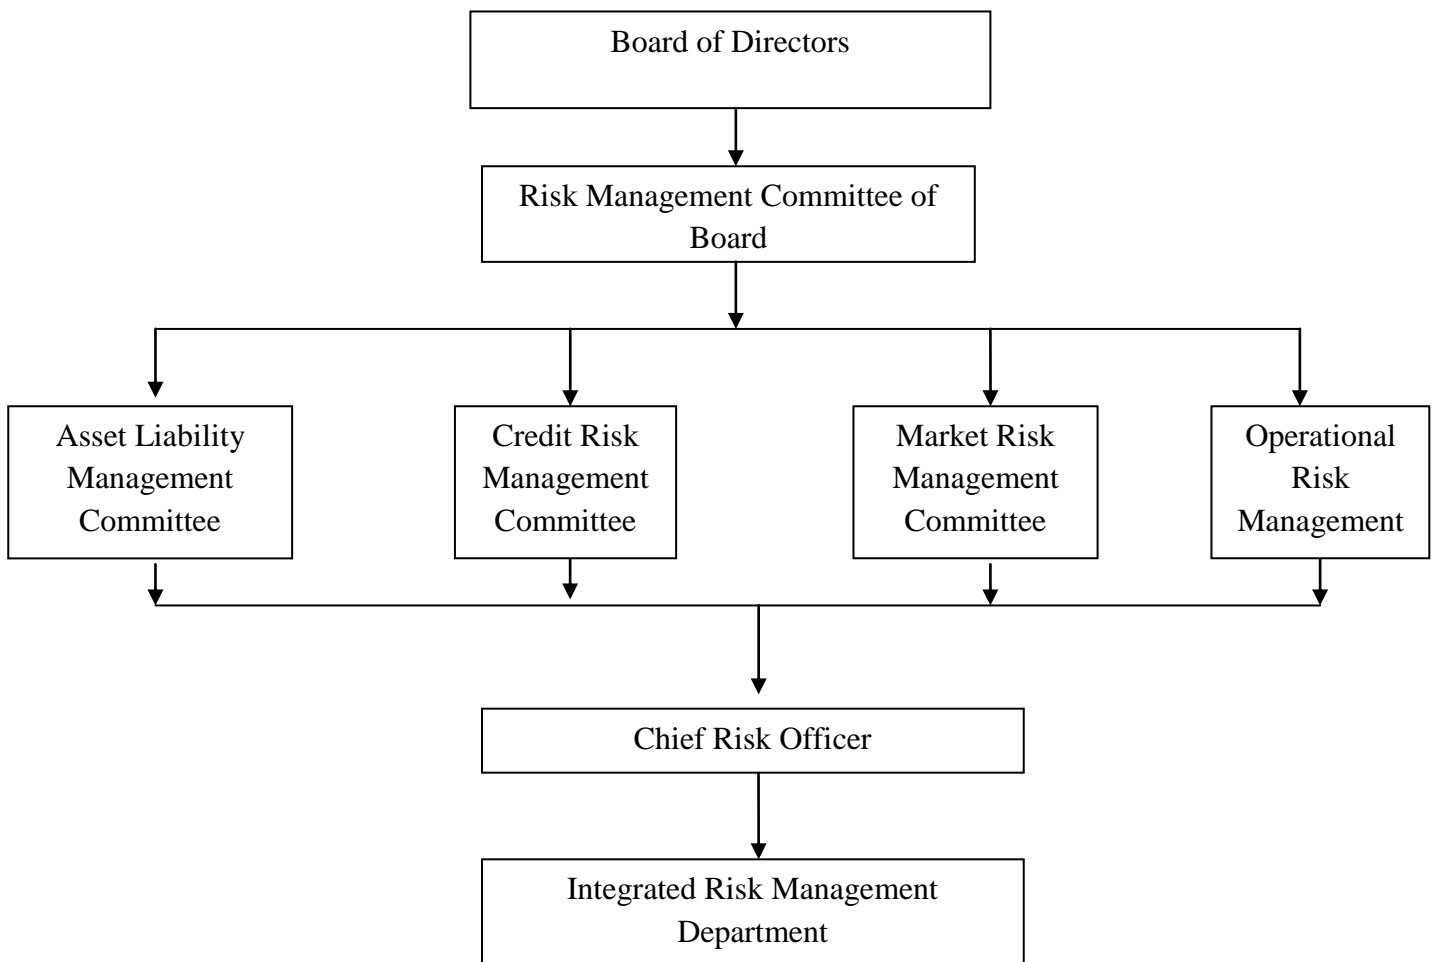 Board of Directors
Risk Management Committee of
Board
Asset Liability
Management
Committee
Credit Risk
Management
Committee
Market Risk
Management
Committee
Operational
Risk
Management
Chief Risk Officer
Integrated Risk Management
Department